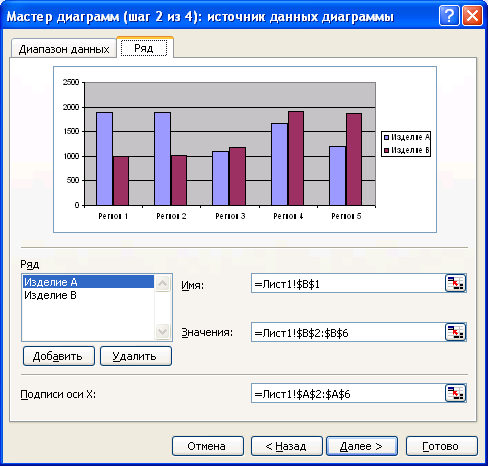 Мастер диаграмм (шаг 2 из 4): источник данных диаграммы
Диапазон данных
Ряд
2500
2000
1500
1000
500
0
Регион 1 Регион 2 Регион 3 Регион 4 Регион 5
Изделие A
Изделие B
Ряд
Изделие A
Изделие B
Добавить Удалить
Имя: =Лист1!$B$1
Значения: =Лист1!$B$2:$B$6
Подписи оси X: =Лист1!$A$2:$A$6
Отмена < Назад Далее > Готово